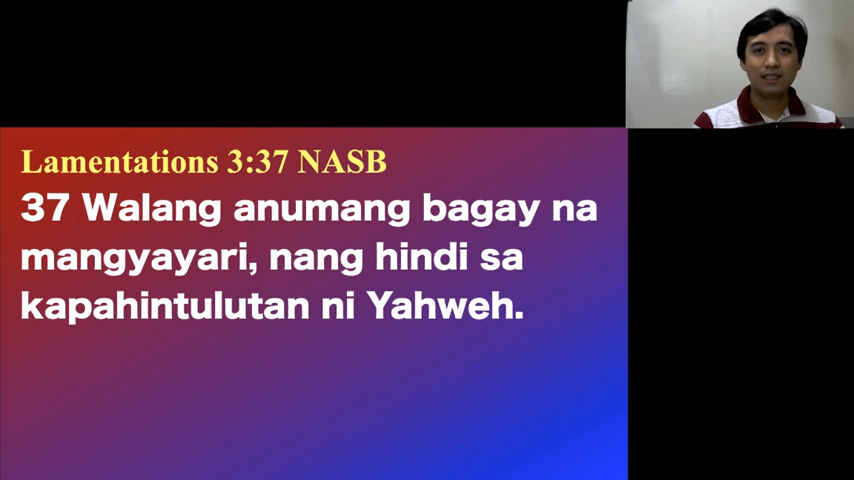 Lamentations 3:37 NASB
37 Walang anumang bagay na
mangyayari, nang hindi sa
kapahintulutan ni Yahweh.